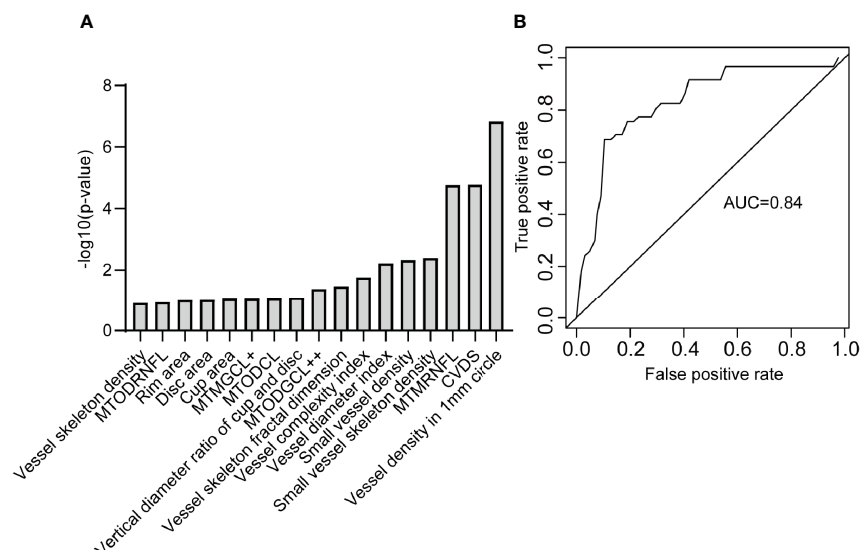 A
-log10(p-value)
8
6
4
2
0
Vessel skeleton density
MTODRNFL
Rim area
Disc area
Cup area
MTMGCL+
MTODCL
Vertical diameter ratio of cup and disc
MTODGCL++
Vessel skeleton fractal dimension
Vessel complexity index
Vessel diameter index
Small vessel density
Small vessel skeleton density
MTMRNFL
CVDS
Vessel density in 1mm circle
B
True positive rate
1.0
0.8
0.6
0.4
0.2
0.0
AUC=0.84
0.0 0.2 0.4 0.6 0.8 1.0
False positive rate